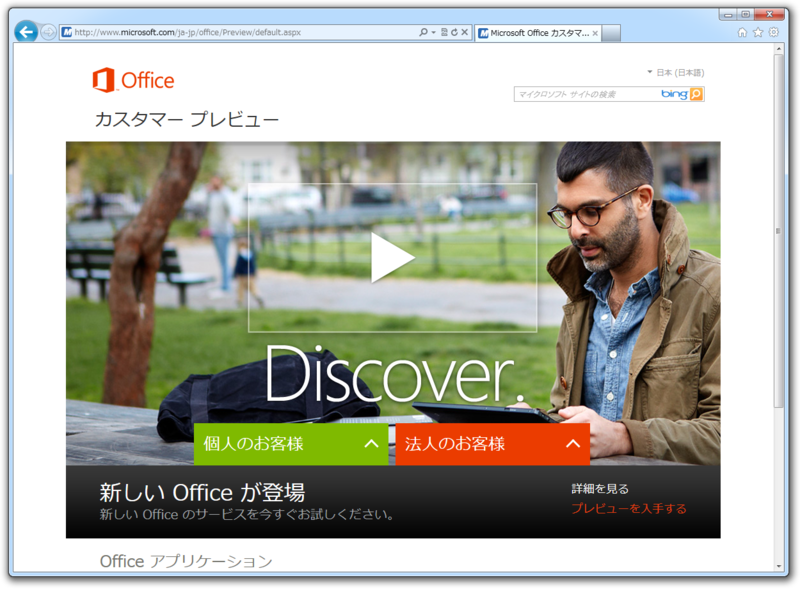 http://www.microsoft.com/ja-jp/office/Preview/default.aspx
Microsoft Office カスタマ...
Office
日本 (日本語)
マイクロソフト サイトの検索
bing
カスタマー プレビュー
Discover.
個人のお客様
法人のお客様
新しい Office が登場
新しい Office のサービスを今すぐお試しください。
詳細を見る
プレビューを入手する
Office アプリケーション